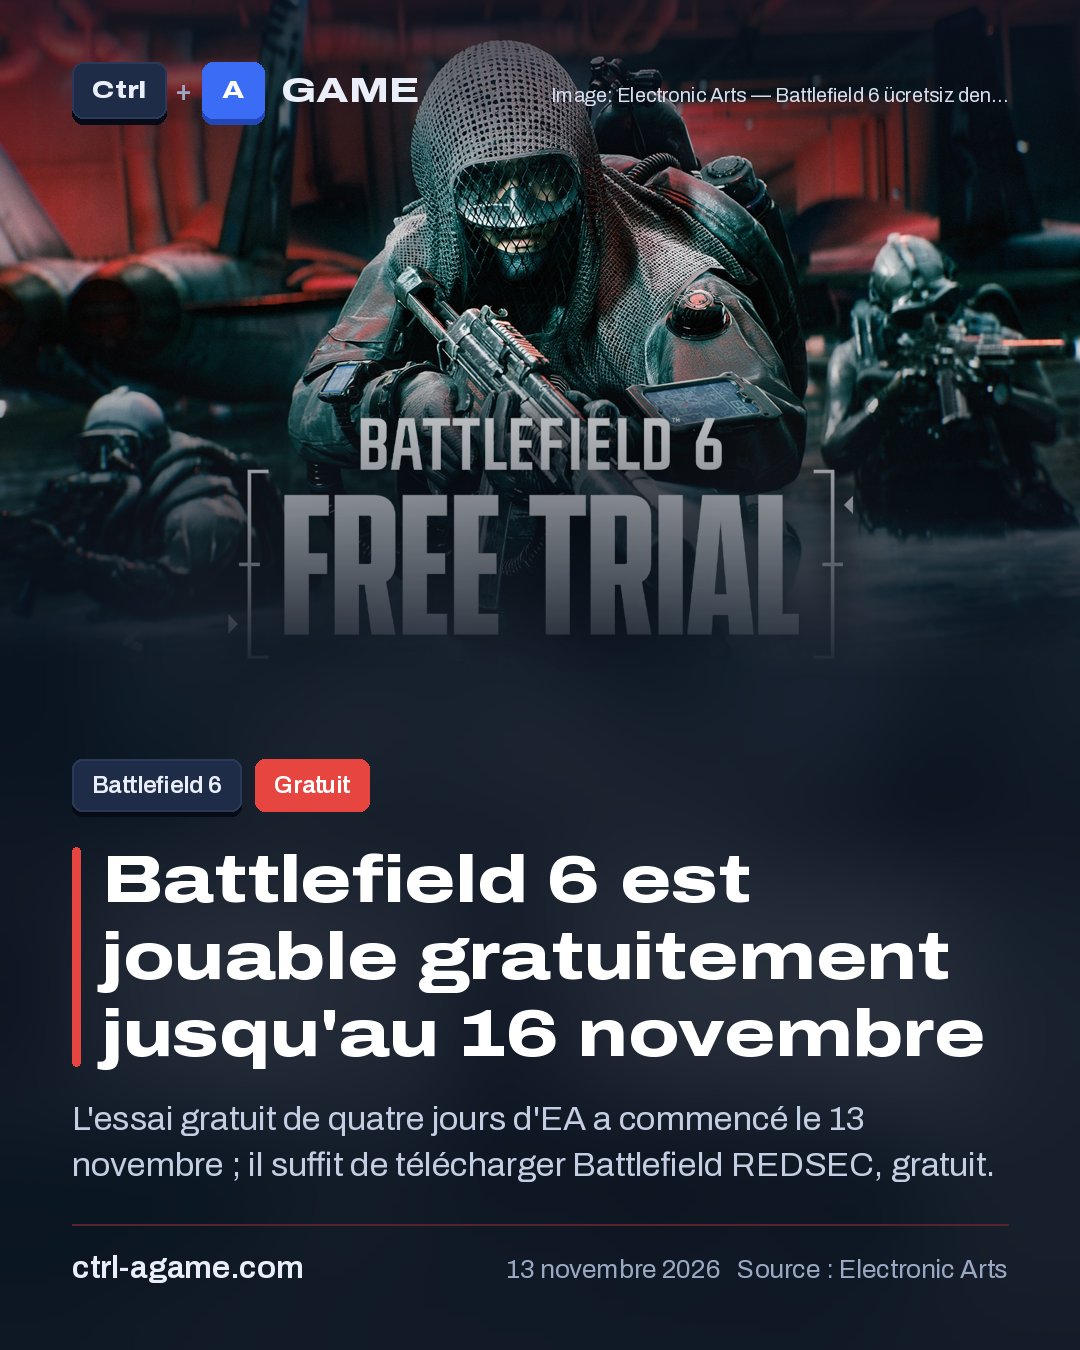 Ctrl + A GAME
Image: Electronic Arts — Battlefield 6 ücretsiz den...
BATTLEFIELD™ 6
FREE TRIAL
Battlefield 6 Gratuit
Battlefield 6 est
jouable gratuitement
jusqu'au 16 novembre
L'essai gratuit de quatre jours d'EA a commencé le 13
novembre ; il suffit de télécharger Battlefield REDSEC, gratuit.
ctrl-agame.com
13 novembre 2026 Source : Electronic Arts